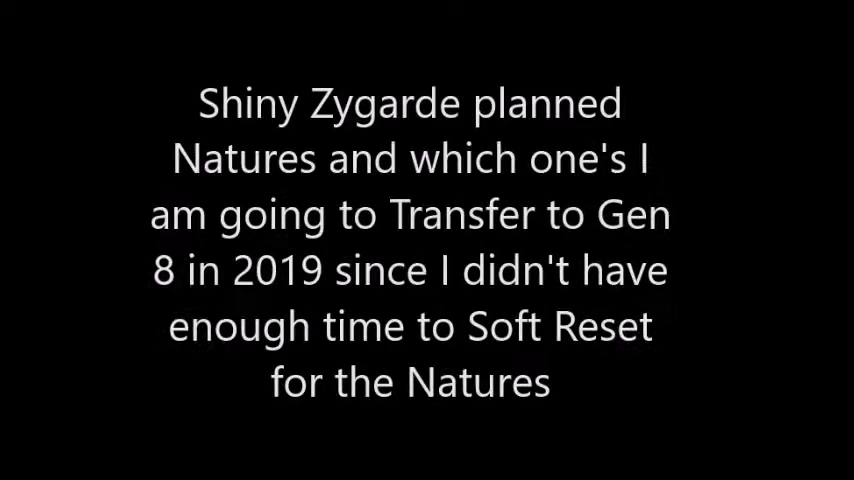 Shiny Zygarde planned
Natures and which one's I
am going to Transfer to Gen
8 in 2019 since I didn't have
enough time to Soft Reset
for the Natures